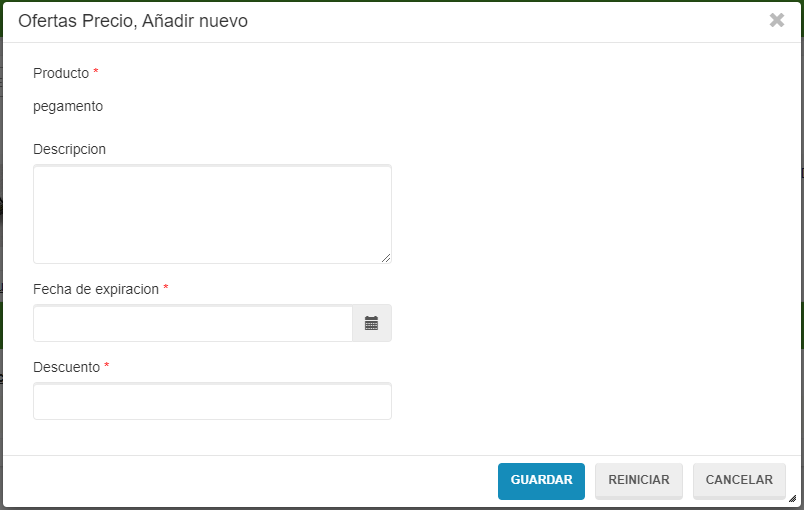 Ofertas Precio, Añadir nuevo
Producto *
pegamento
Descripcion
Fecha de expiracion *
Descuento *
GUARDAR
REINICIAR
CANCELAR